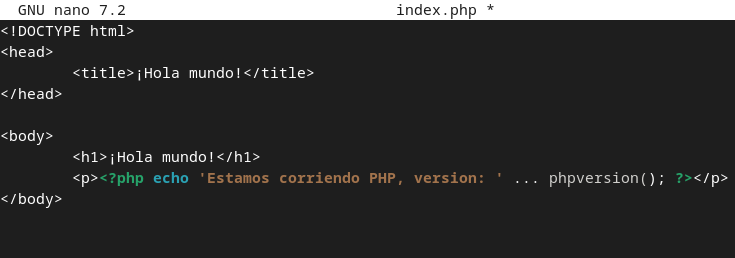 GNU nano 7.2 index.php *
<!DOCTYPE html>
<head>
        <title>¡Hola mundo!</title>
</head>

<body>
        <h1>¡Hola mundo!</h1>
        <p><?php echo 'Estamos corriendo PHP, version: ' ... phpversion(); ?></p>
</body>